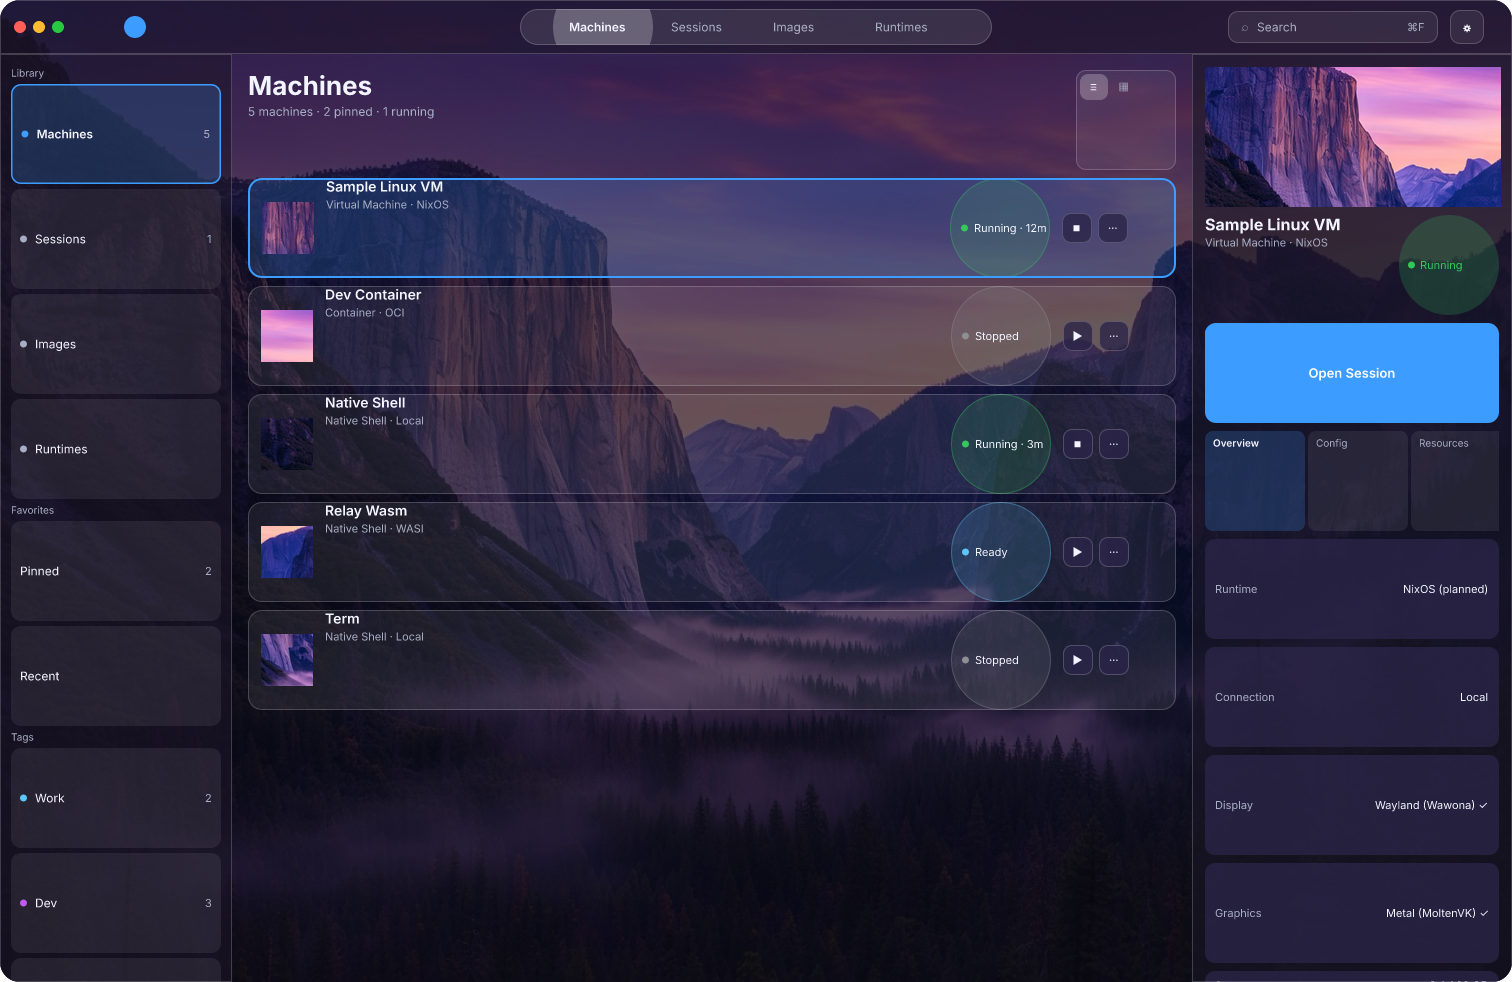 Machines
Sessions
Images
Runtimes
Search ⌘F
Library
Machines 5
Sessions 1
Images
Runtimes
Favorites
Pinned 2
Recent
Tags
Work 2
Dev 3
Machines
5 machines · 2 pinned · 1 running
Sample Linux VM
Virtual Machine · NixOS
Running · 12m
Dev Container
Container · OCI
Stopped
Native Shell
Native Shell · Local
Running · 3m
Relay Wasm
Native Shell · WASI
Ready
Term
Native Shell · Local
Stopped
Sample Linux VM
Virtual Machine · NixOS
Running
Open Session
Overview
Config
Resources
Runtime NixOS (planned)
Connection Local
Display Wayland (Wawona) ✓
Graphics Metal (MoltenVK) ✓